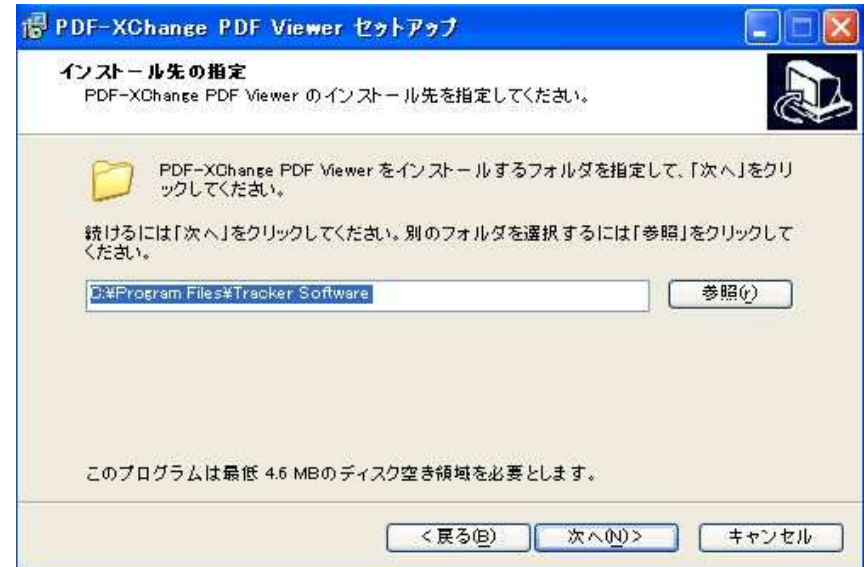 PDF-XChange PDF Viewer セットアップ
インストール先の指定
PDF-XChange PDF Viewer のインストール先を指定してください。
PDF-XChange PDF Viewer をインストールするフォルダを指定して、「次へ」をクリ
ックしてください。
続けるには「次へ」をクリックしてください。別のフォルダを選択するには「参照」をクリックして
ください。
C:¥Program Files¥Tracker Software
参照(r)
このプログラムは最低 4.6 MBのディスク空き領域を必要とします。
<戻る(B)
次へ(N)>
キャンセル